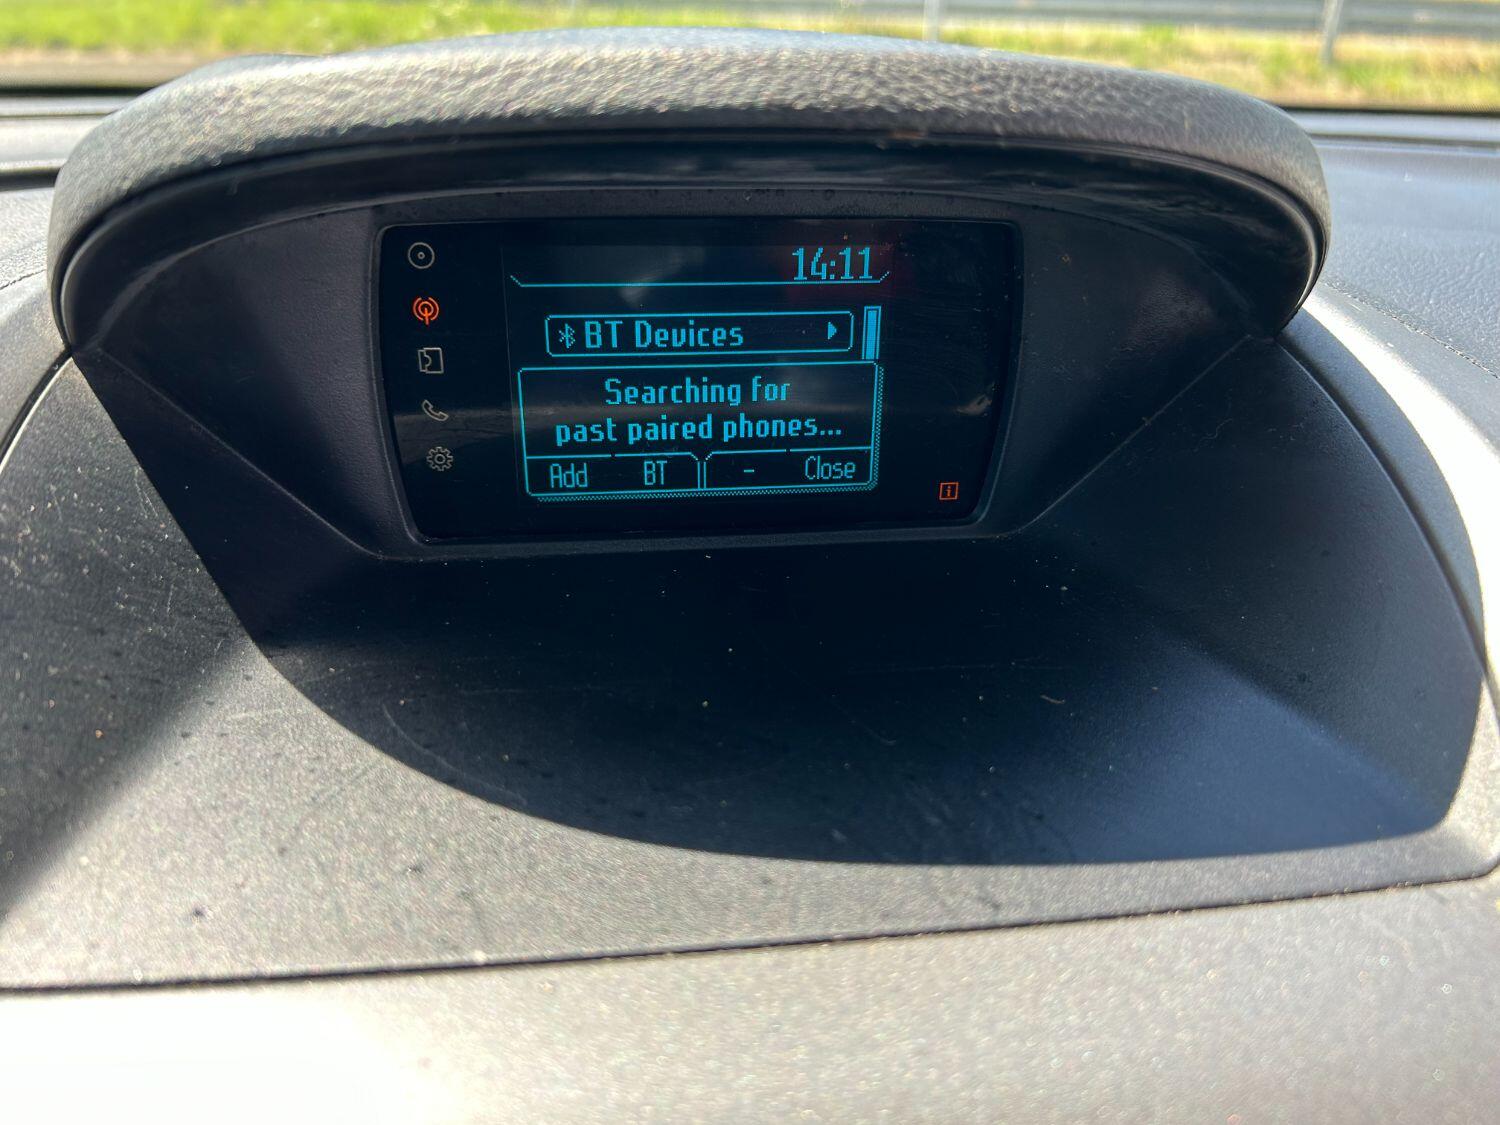 14:11
BT Devices
Searching for
past paired phones...
Add BT - Close
i